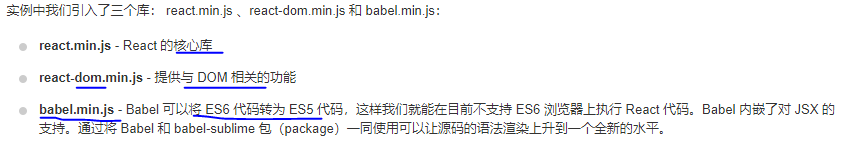 实例中我们引入了三个库： react.min.js 、react-dom.min.js 和 babel.min.js：
react.min.js - React 的核心库
react-dom.min.js - 提供与 DOM 相关的功能
babel.min.js - Babel 可以将 ES6 代码转为 ES5 代码，这样我们就能在目前不支持 ES6 浏览器上执行 React 代码。Babel 内嵌了对 JSX 的
支持。通过将 Babel 和 babel-sublime 包（package）一同使用可以让源码的语法渲染上升到一个全新的水平。